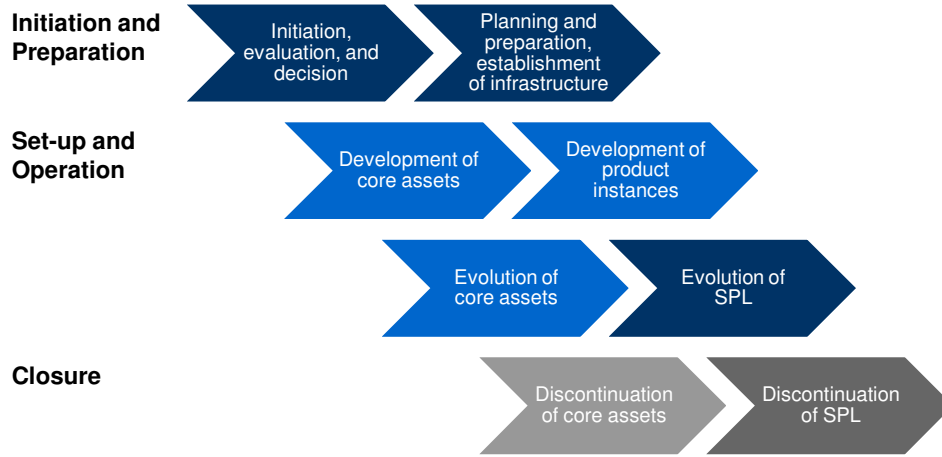 Initiation and
Preparation
Initiation,
evaluation, and
decision
Planning and
preparation,
establishment
of infrastructure
Set-up and
Operation
Development of
core assets
Development of
product
instances
Evolution of
core assets
Evolution of
SPL
Closure
Discontinuation
of core assets
Discontinuation
of SPL